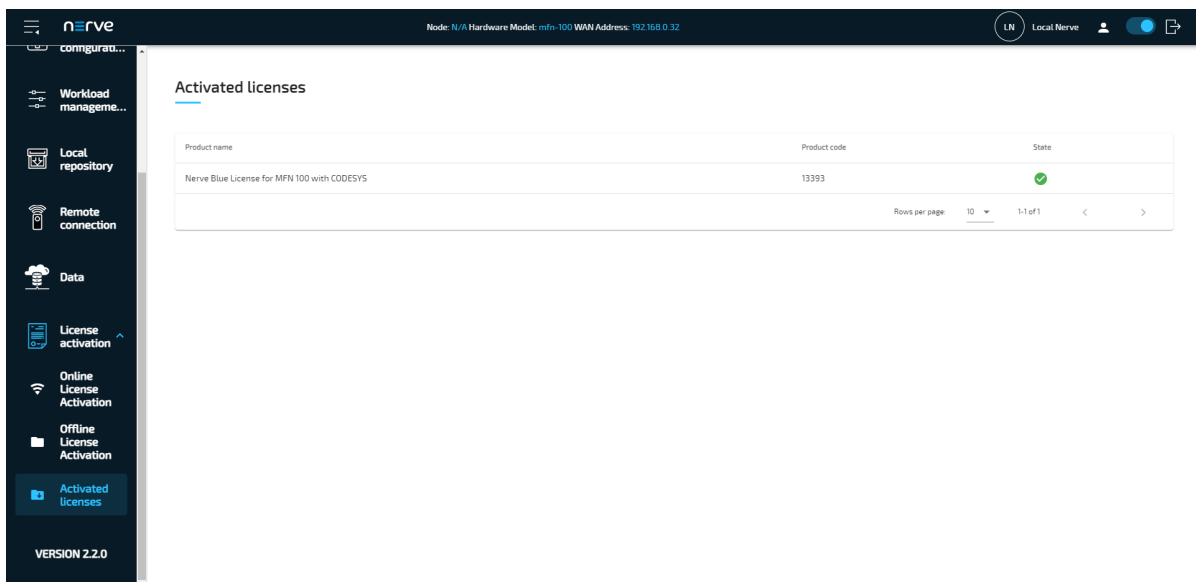 nerve
Node: N/A Hardware Model: mfn-100 WAN Address: 192.168.0.32
LN
Local Nerve
configurati...
Workload
manageme...
Local
repository
Remote
connection
Data
License
activation
Online
License
Activation
Offline
License
Activation
Activated
licenses
VERSION 2.2.0
Activated licenses
Product name Product code State
Nerve Blue License for MFN 100 with CODESYS 13393
Rows per page: 10 1-1 of 1